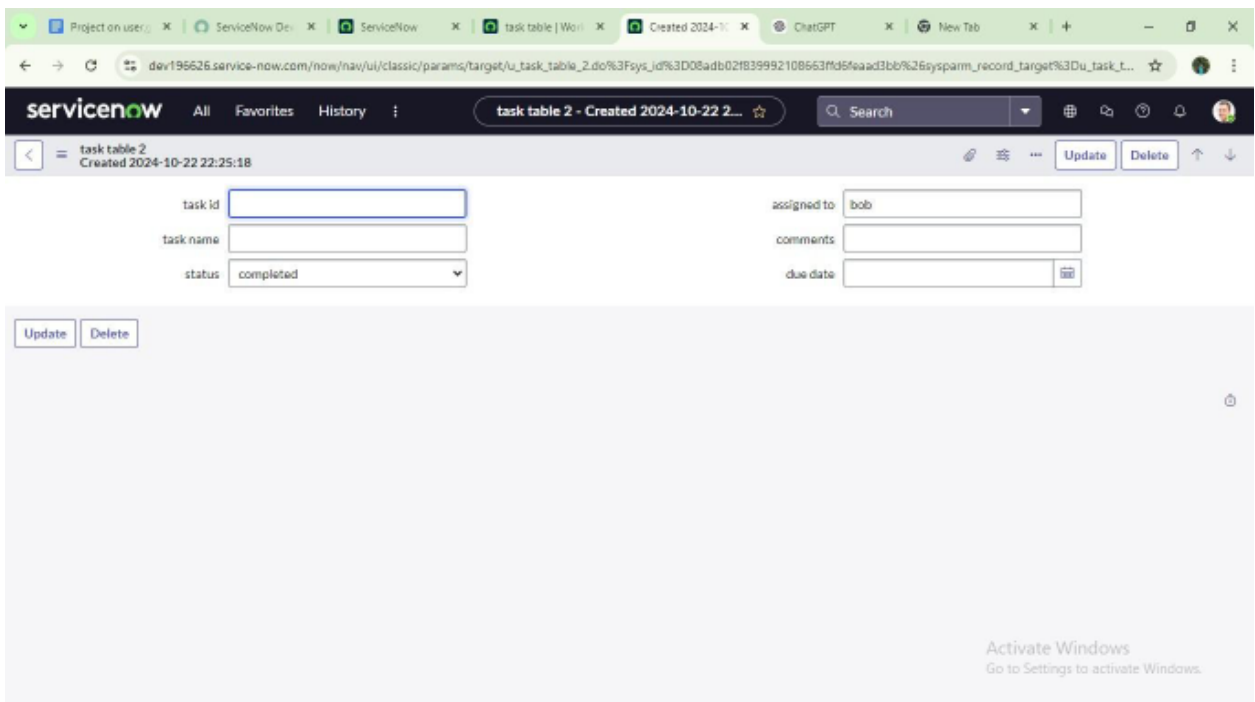 Project on user
ServiceNow Dev
ServiceNow
task table | Wor
Created 2024-10
ChatGPT
New Tab
dev196626.service-now.com/now/nav/ui/classic/params/target/u_task_table_2.do%3Fsys_id%3D08adb02f83999210B663ffd6feaad3bb%26sysparm_record_target%3Du_task_t...
servicenow
All
Favorites
History
task table 2 - Created 2024-10-22 2...
Search
task table 2
Created 2024-10-22 22:25:18
Update
Delete
task id
assigned to
bob
task name
comments
status
completed
due date
Update
Delete
Activate Windows
Go to Settings to activate Windows.